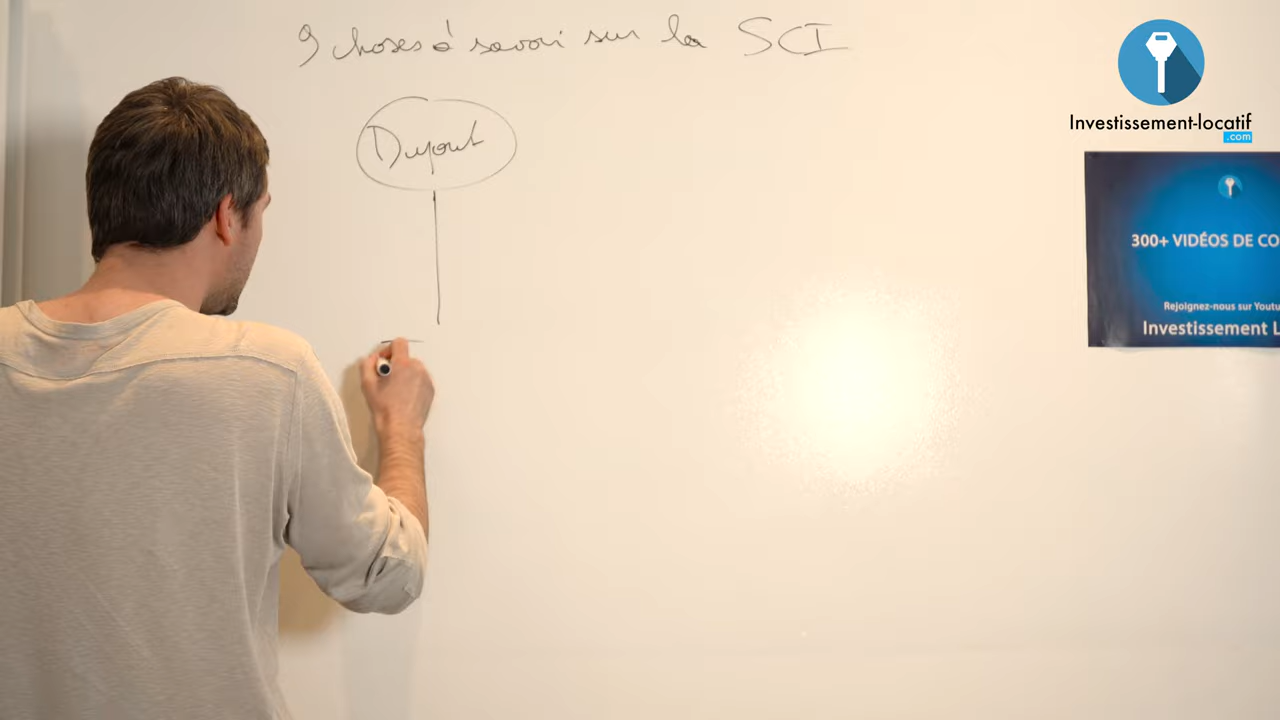 9 choses à savoir sur la SCI
Dupont
Investissement-locatif
.com
300+ VIDÉOS DE CO
Rejoignez-nous sur Youtu
Investissement L